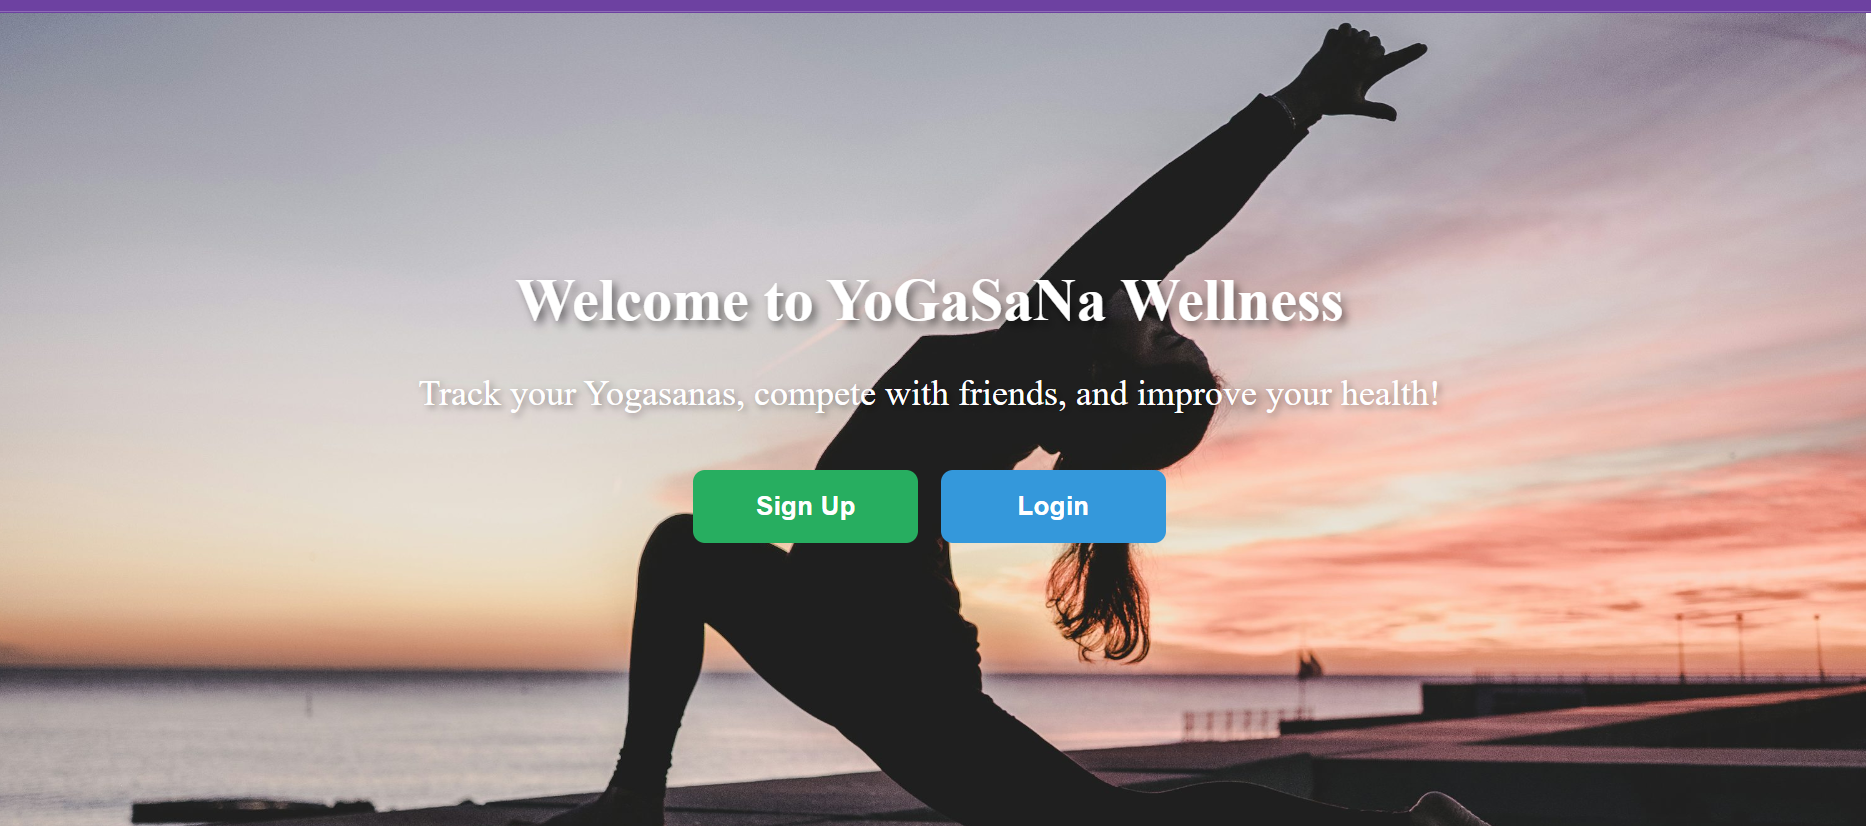 Welcome to YoGaSaNa Wellness
Track your Yogasanas, compete with friends, and improve your health!
Sign Up
Login